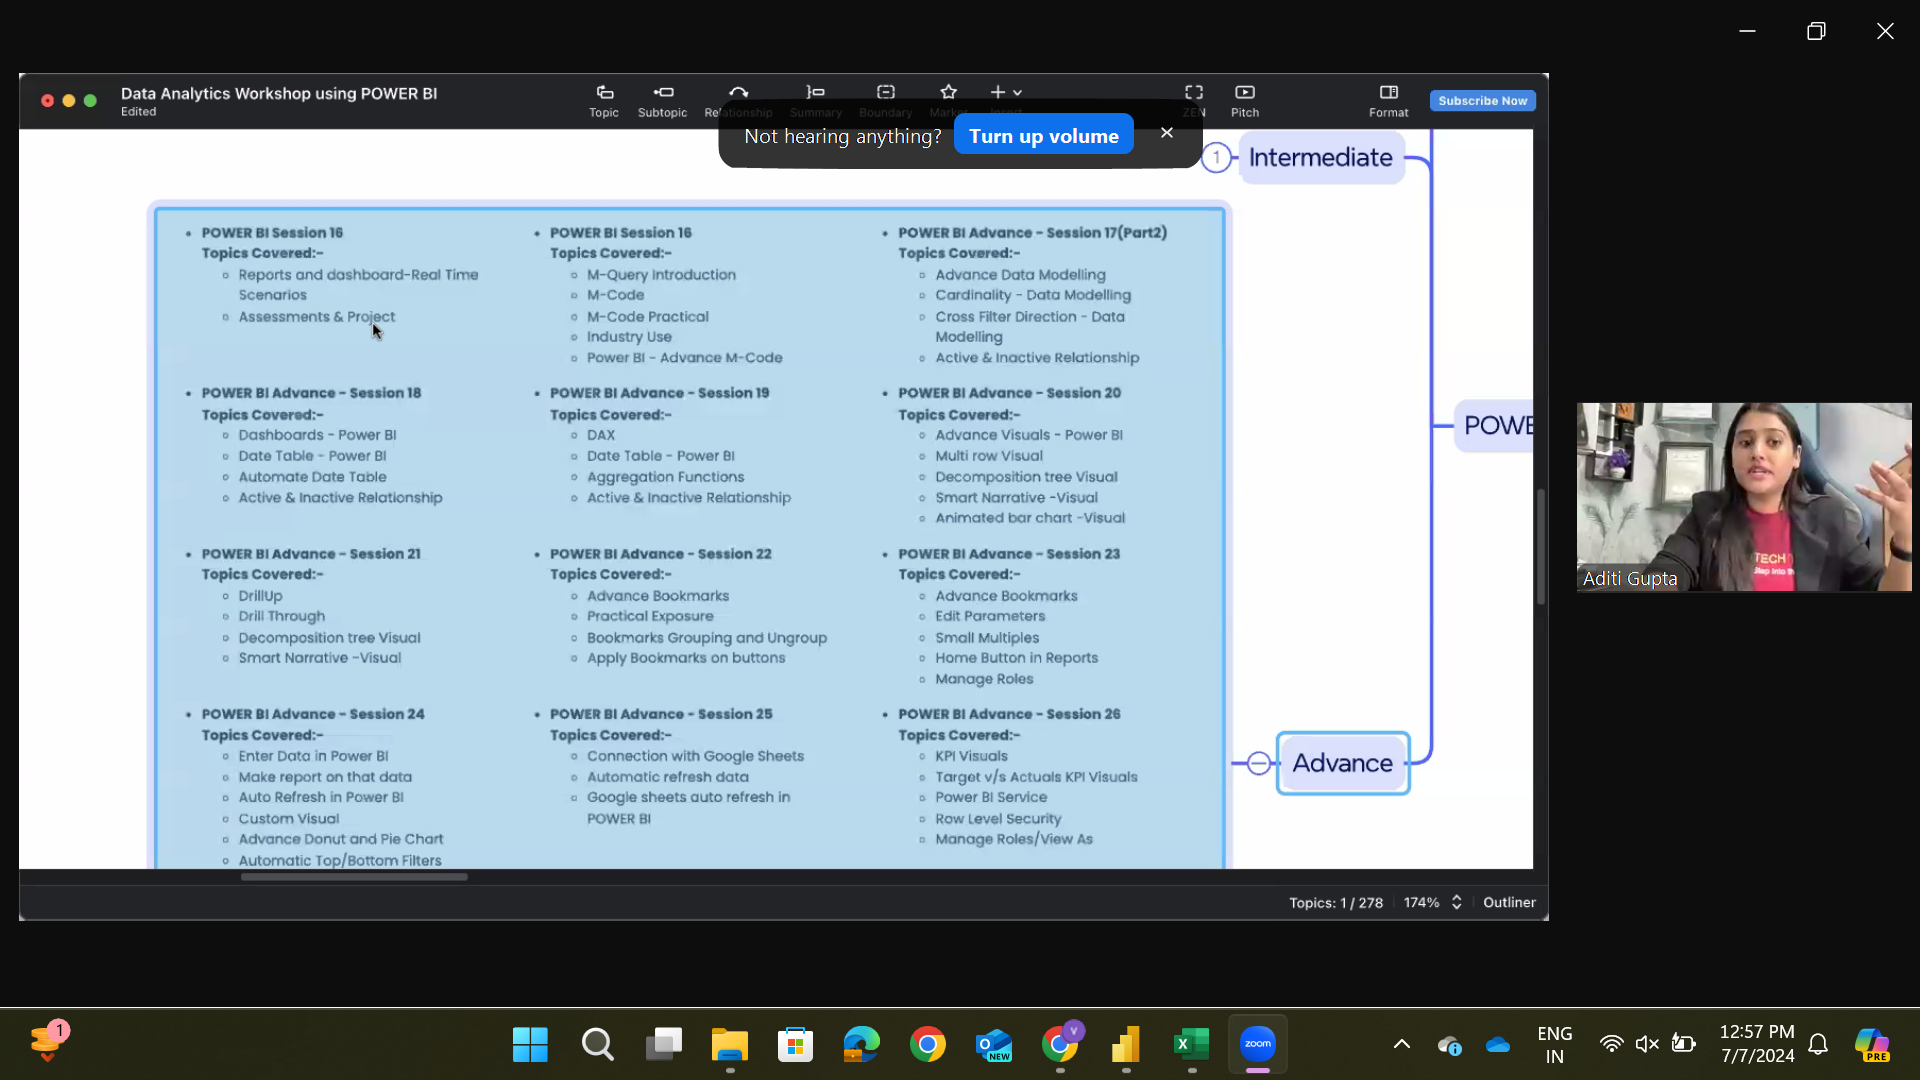 Data Analytics Workshop using POWER BI
Edited
Topic
Subtopic
Relationship
Summary
Boundary
ZEN
Pitch
Format
Subscribe Now
Not hearing anything?
Turn up volume
1
Intermediate
POWER BI Session 16
Topics Covered:-
Reports and dashboard-Real Time
Scenarios
Assessments & Project
POWER BI Session 16
Topics Covered:-
M-Query Introduction
M-Code
M-Code Practical
Industry Use
Power BI - Advance M-Code
POWER BI Advance - Session 17(Part2)
Topics Covered:-
Advance Data Modelling
Cardinality - Data Modelling
Cross Filter Direction - Data
Modelling
Active & Inactive Relationship
POWER BI Advance - Session 18
Topics Covered:-
Dashboards - Power BI
Date Table - Power BI
Automate Date Table
Active & Inactive Relationship
POWER BI Advance - Session 19
Topics Covered:-
DAX
Date Table - Power BI
Aggregation Functions
Active & Inactive Relationship
POWER BI Advance - Session 20
Topics Covered:-
Advance Visuals - Power BI
Multi row Visual
Decomposition tree Visual
Smart Narrative -Visual
Animated bar chart -Visual
POWE
POWER BI Advance - Session 21
Topics Covered:-
DrillUp
Drill Through
Decomposition tree Visual
Smart Narrative -Visual
POWER BI Advance - Session 22
Topics Covered:-
Advance Bookmarks
Practical Exposure
Bookmarks Grouping and Ungroup
Apply Bookmarks on buttons
POWER BI Advance - Session 23
Topics Covered:-
Advance Bookmarks
Edit Parameters
Small Multiples
Home Button in Reports
Manage Roles
TECH
Step Into th
Aditi Gupta
POWER BI Advance - Session 24
Topics Covered:-
Enter Data in Power BI
Make report on that data
Auto Refresh in Power BI
Custom Visual
Advance Donut and Pie Chart
Automatic Top/Bottom Filters
POWER BI Advance - Session 25
Topics Covered:-
Connection with Google Sheets
Automatic refresh data
Google sheets auto refresh in
POWER BI
POWER BI Advance - Session 26
Topics Covered:-
KPI Visuals
Target v/s Actuals KPI Visuals
Power BI Service
Row Level Security
Manage Roles/View As
Advance
Topics: 1 / 278
174%
Outliner
1
NEW
V
zoom
ENG
IN
12:57 PM
7/7/2024
PRE